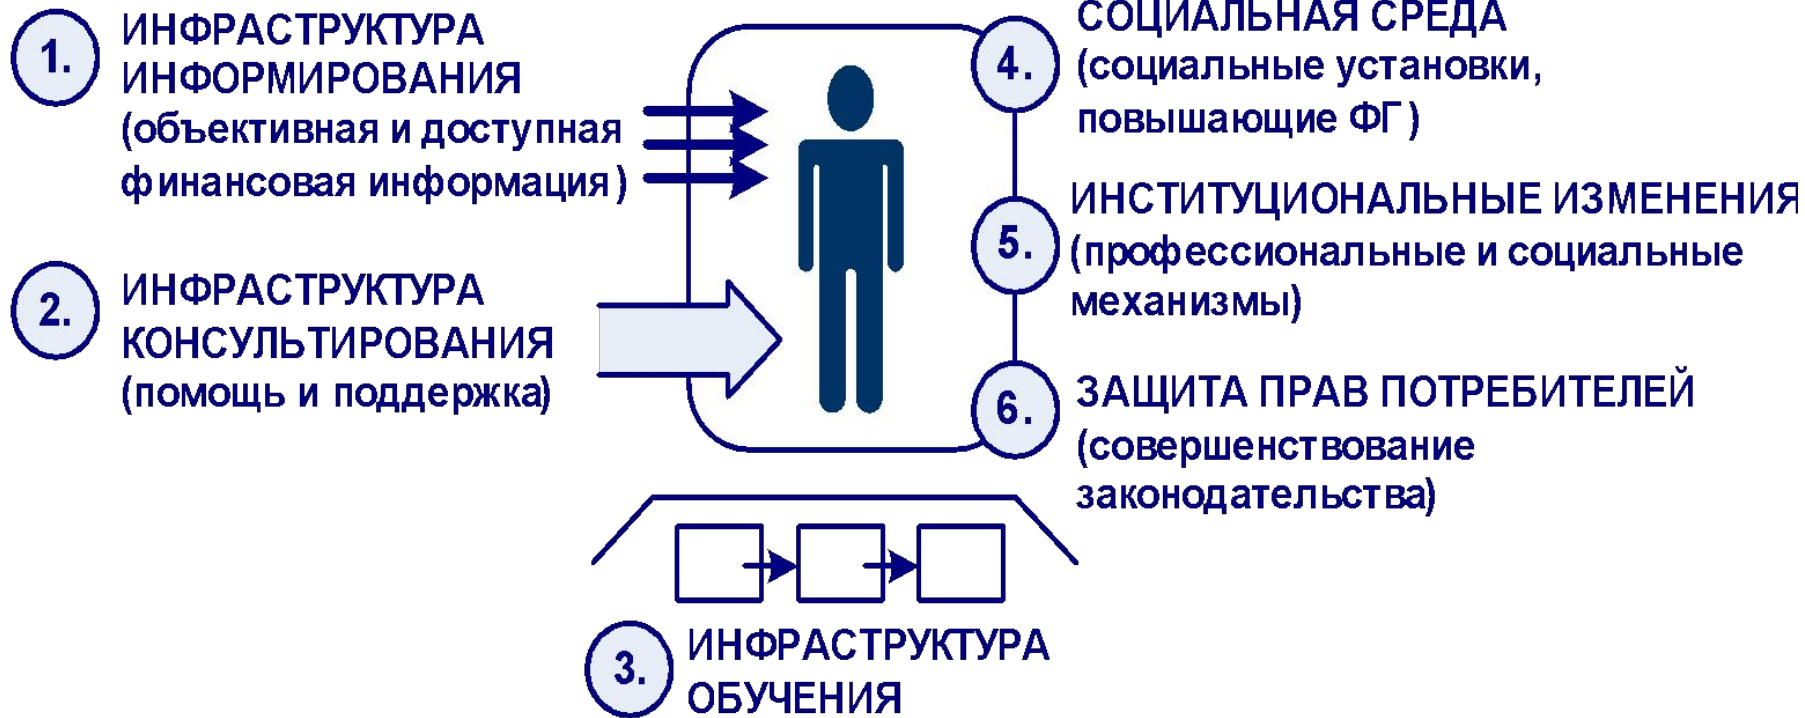 1.
ИНФРАСТРУКТУРА
ИНФОРМИРОВАНИЯ
(объективная и доступная
финансовая информация)
2.
ИНФРАСТРУКТУРА
КОНСУЛЬТИРОВАНИЯ
(помощь и поддержка)
3.
ИНФРАСТРУКТУРА
ОБУЧЕНИЯ
4.
СОЦИАЛЬНАЯ СРЕДА
(социальные установки,
повышающие ФГ)
5.
ИНСТИТУЦИОНАЛЬНЫЕ ИЗМЕНЕНИЯ
(профессиональные и социальные
механизмы)
6.
ЗАЩИТА ПРАВ ПОТРЕБИТЕЛЕЙ
(совершенствование
законодательства)